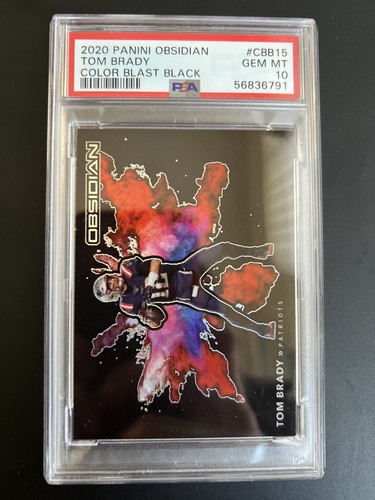 2020 PANINI OBSIDIAN #CBB15
TOM BRADY GEM MT
COLOR BLAST BLACK 10
PSA 56836791
OBSIDIAN
TOM BRADY » PATRIOTS